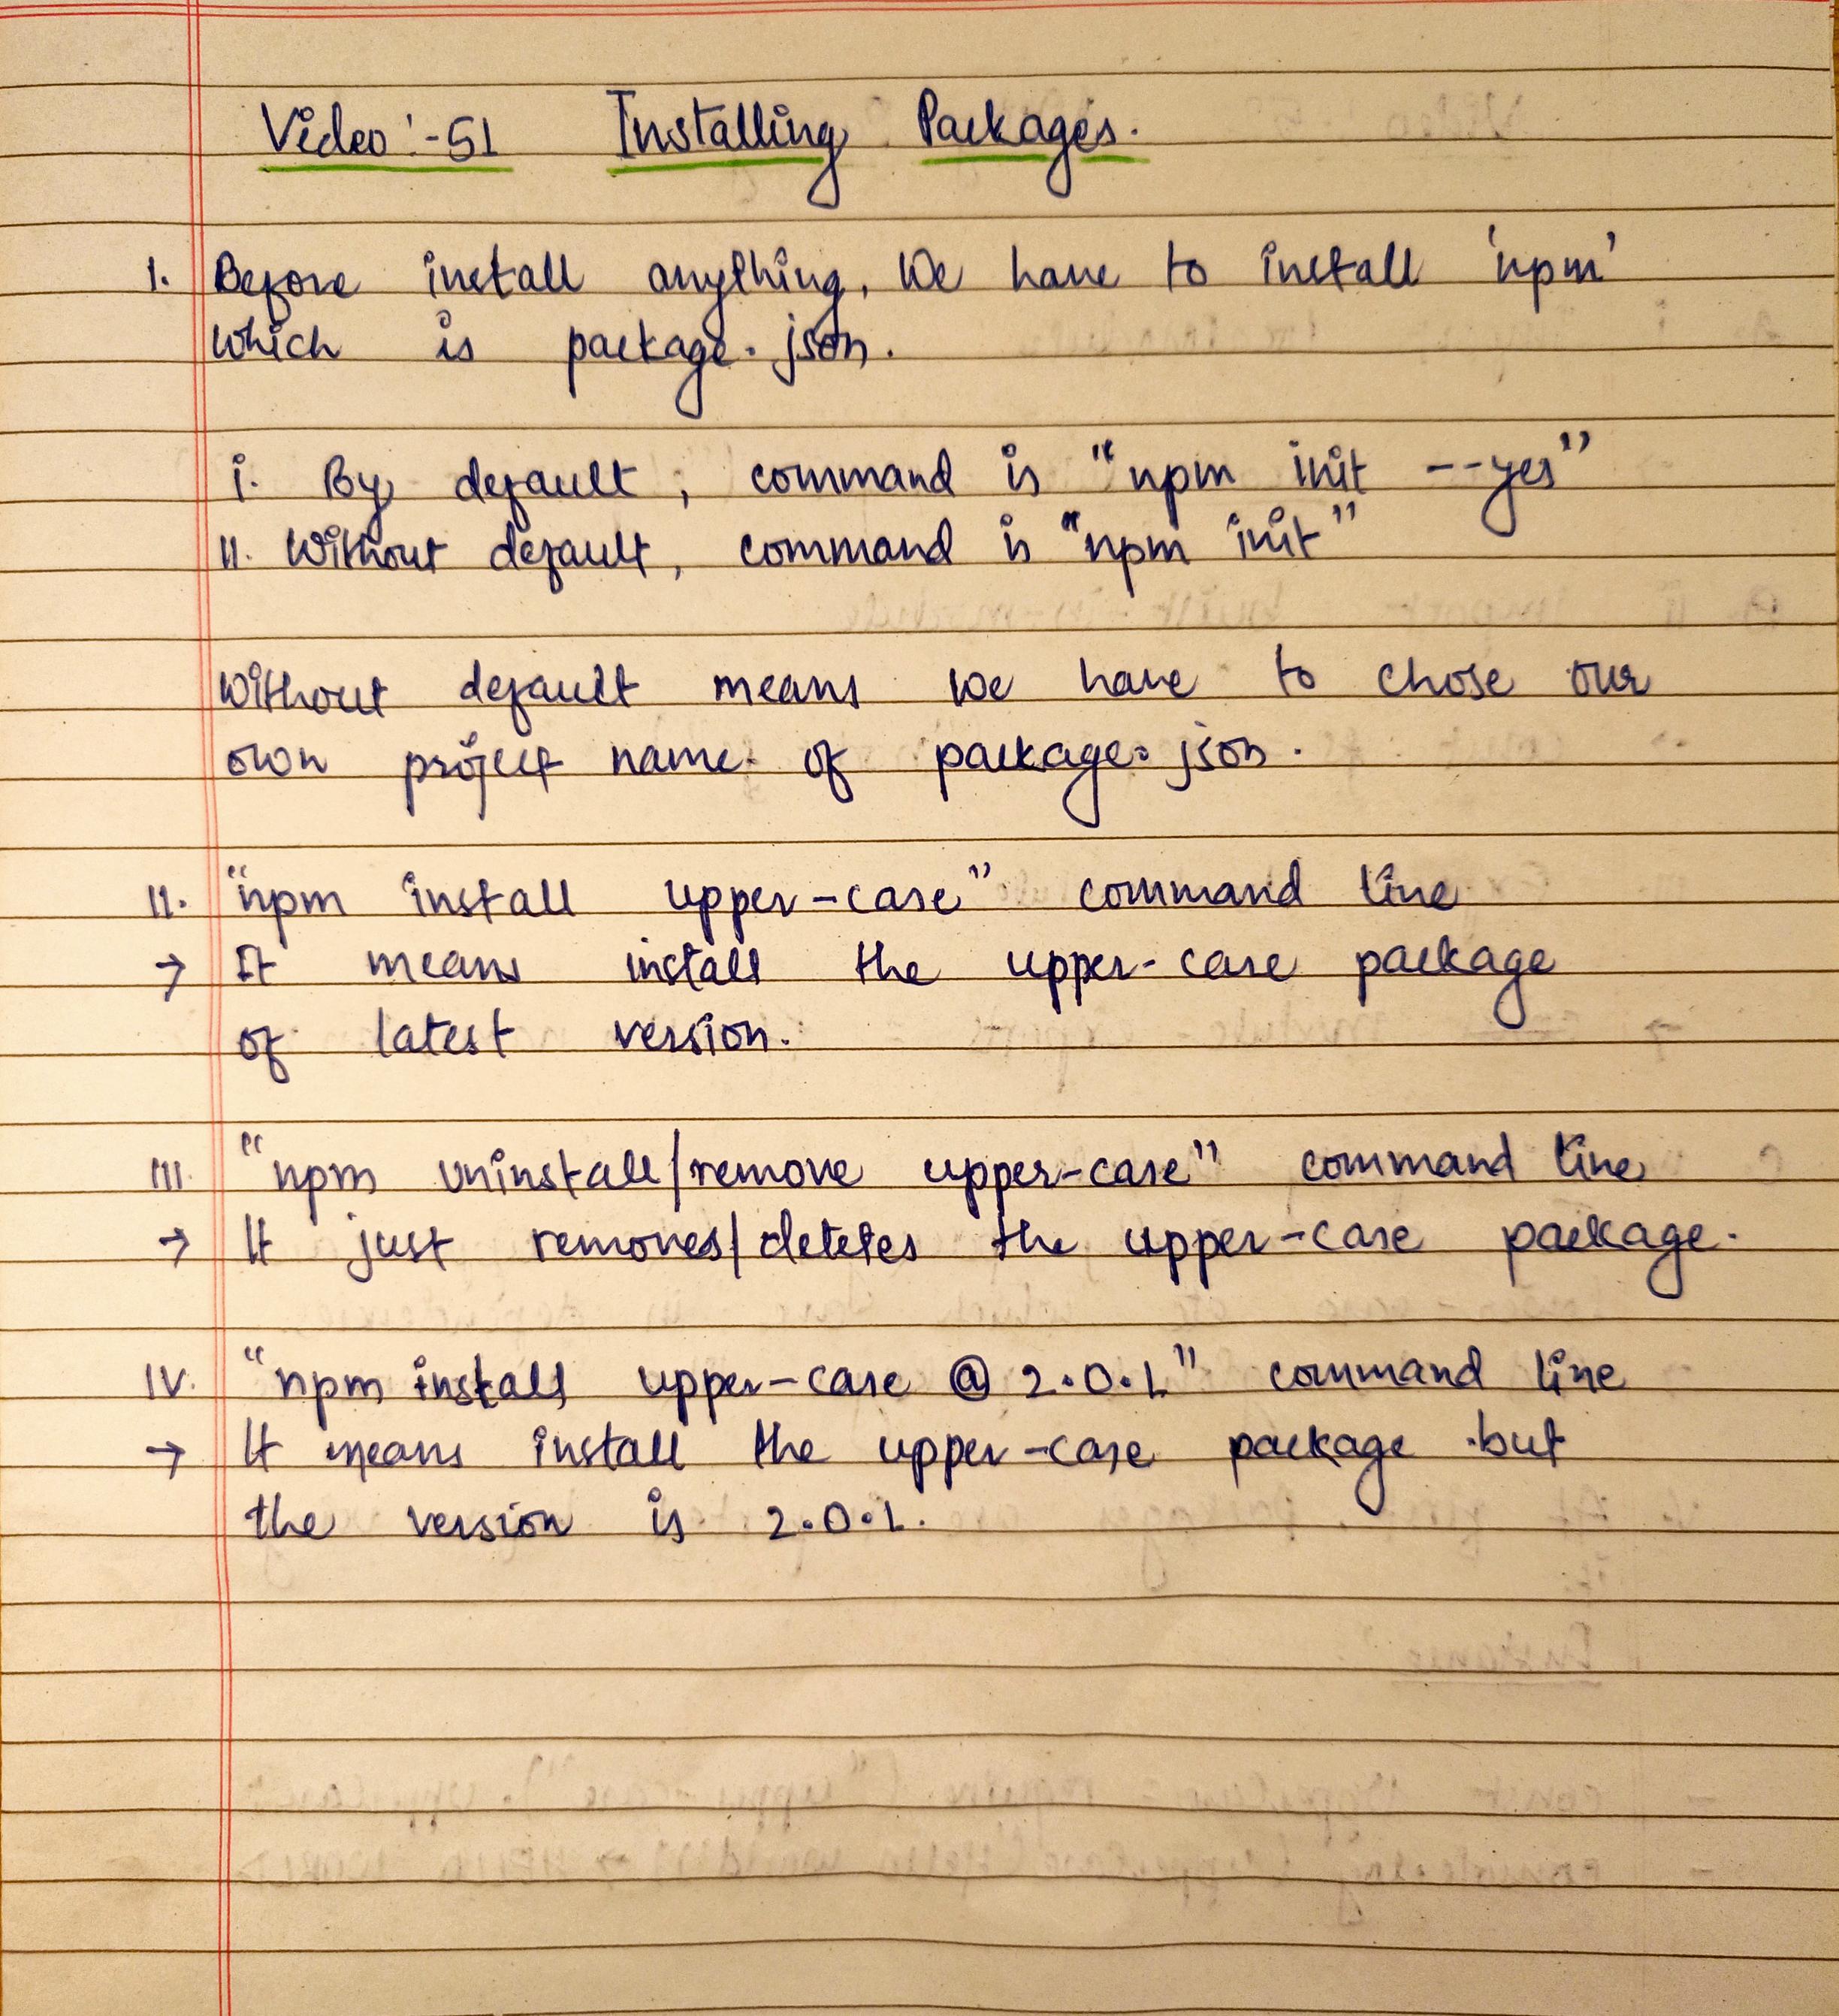 Video :- 51 Installing Packages.
I. Before install anything, We have to install 'npm'
which is package.json.
i. By default, command is "npm init --yes"
II. Without default, command is "npm init"
Without default means we have to chose our
own project name of package.json.
II. "npm install upper-case" command line
→ It means install the upper-case package
of latest version.
III. "npm uninstall/remove upper-case" command line
→ It just removes/deletes the upper-case package.
IV. "npm install upper-case @ 2.0.1" command line
→ It means install the upper-case package but
the version is 2.0.1.